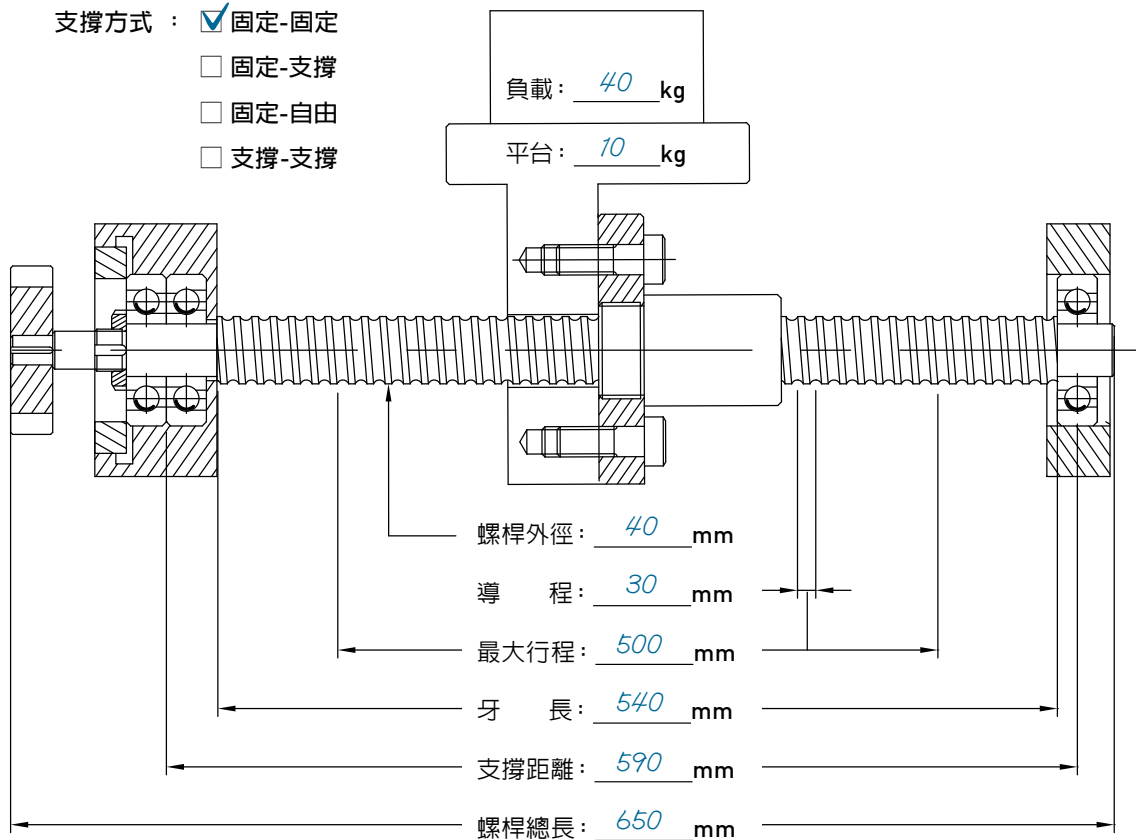 支撐方式 : 固定-固定
固定-支撐
固定-自由
支撐-支撐
負載: 40 kg
平台: 10 kg
螺桿外徑: 40 mm
導 程: 30 mm
最大行程: 500 mm
牙 長: 540 mm
支撐距離: 590 mm
螺桿總長: 650 mm